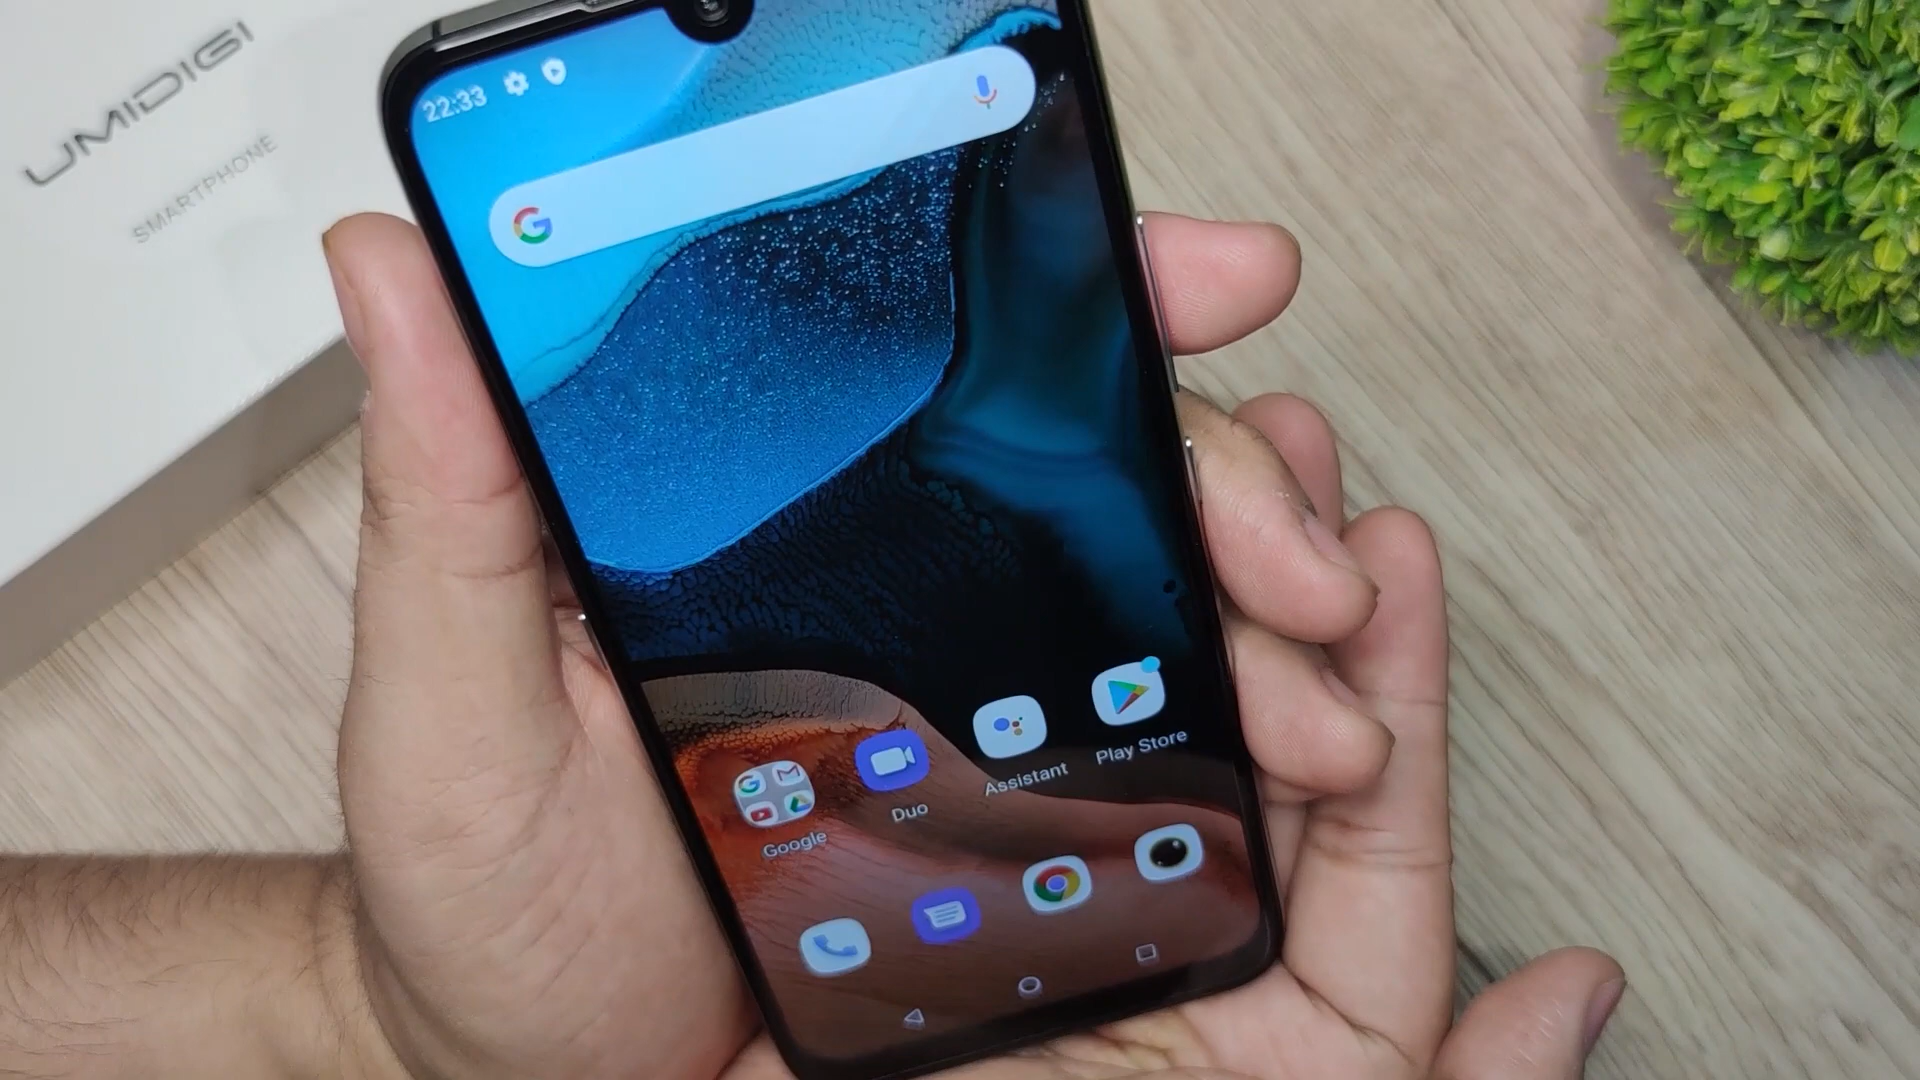 UMIDIGI
SMARTPHONE
22:33
Google
Duo
Assistant
Play Store